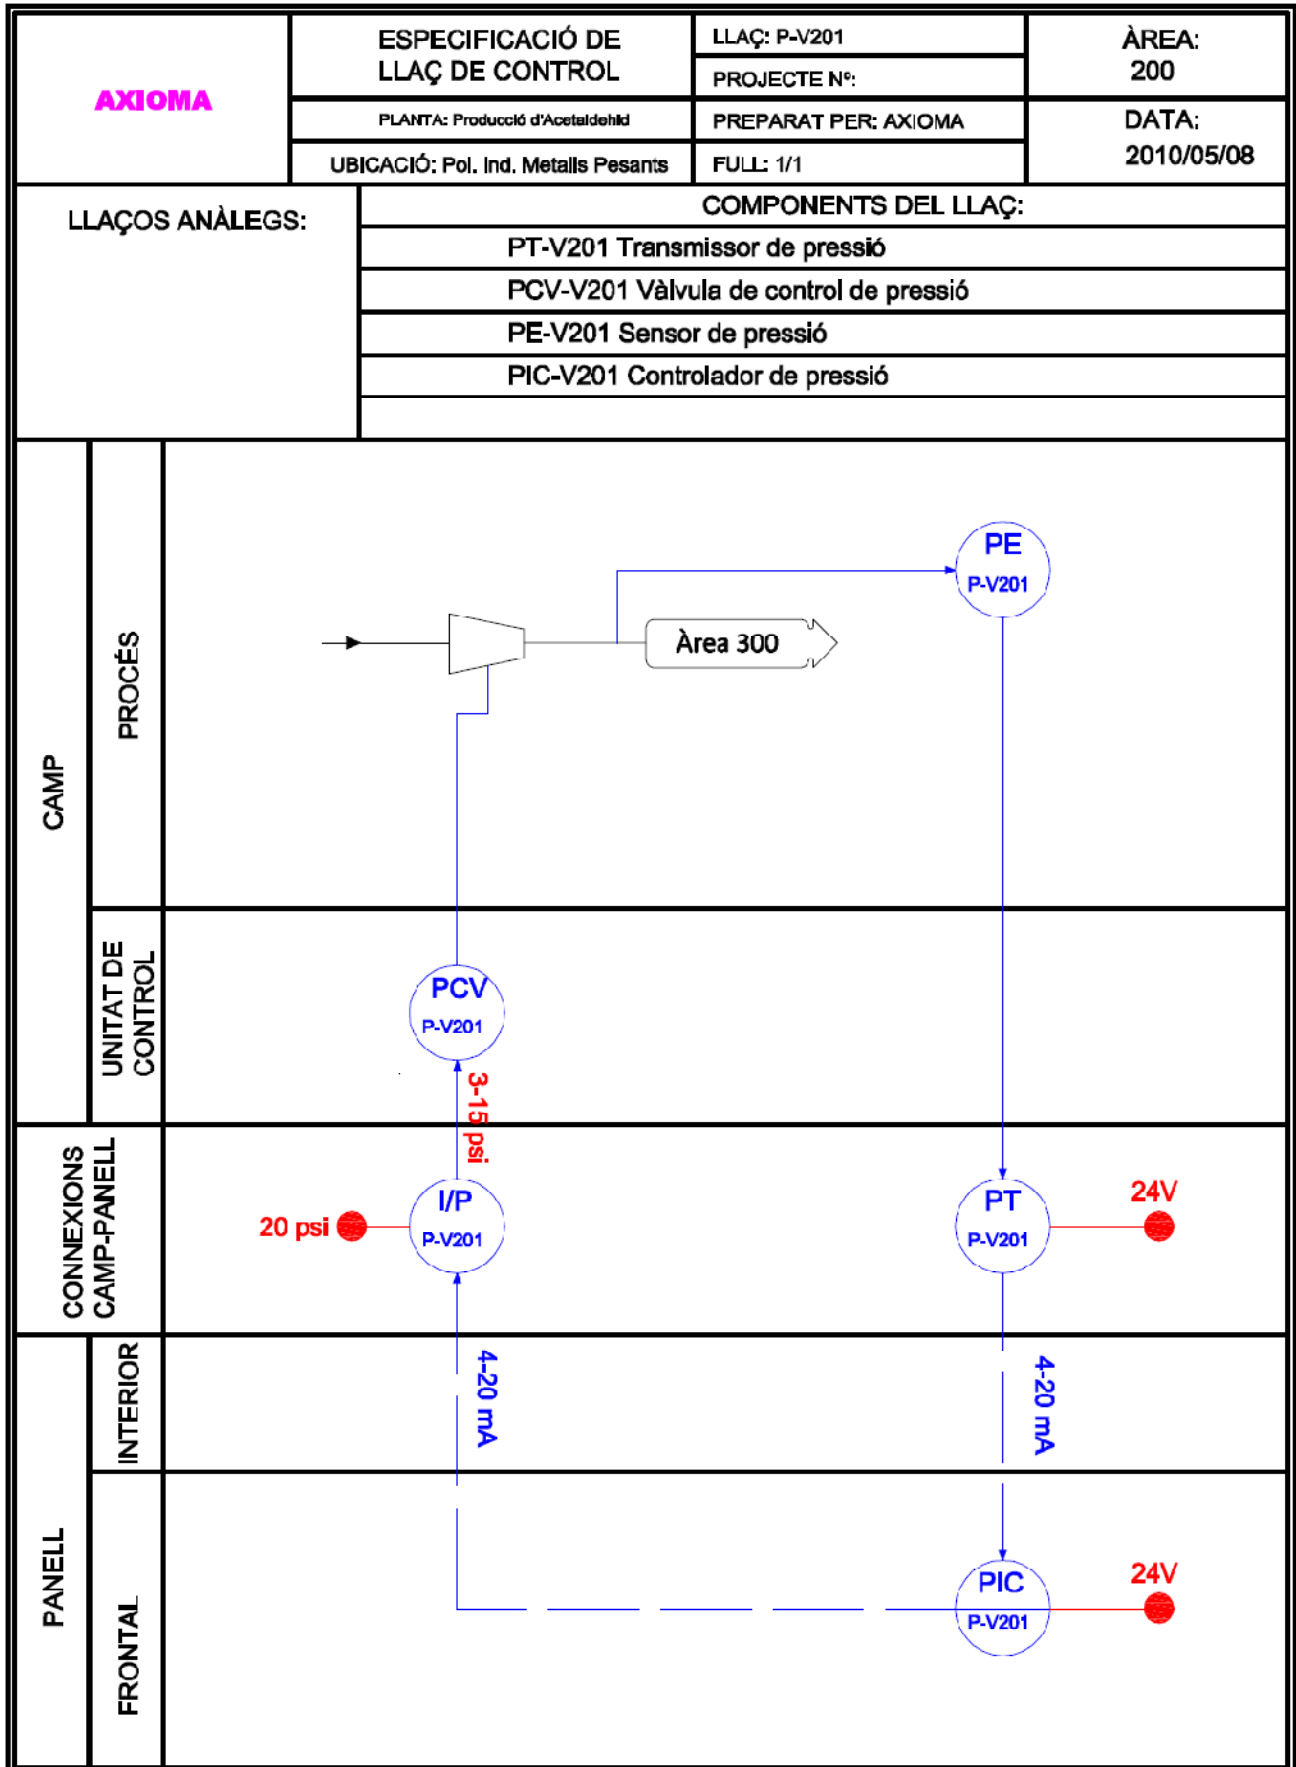 AXIOMA
ESPECIFICACIÓ DE
LLAÇ DE CONTROL
PLANTA: Producció d'Acetaldehid
UBICACIÓ: Pol. Ind. Metalls Pesants
LLAÇ: P-V201
PROJECTE Nº:
PREPARAT PER: AXIOMA
FULL: 1/1
ÀREA:
200
DATA:
2010/05/08
LLAÇOS ANÀLEGS:
COMPONENTS DEL LLAÇ:
PT-V201 Transmissor de pressió
PCV-V201 Vàlvula de control de pressió
PE-V201 Sensor de pressió
PIC-V201 Controlador de pressió
CAMP
PROCÉS
PE
P-V201
Àrea 300
UNITAT DE
CONTROL
PCV
P-V201
3-15 psi
CONNEXIONS
CAMP-PANELL
20 psi
I/P
P-V201
PT
P-V201
24V
PANELL
INTERIOR
4-20 mA
4-20 mA
FRONTAL
PIC
P-V201
24V